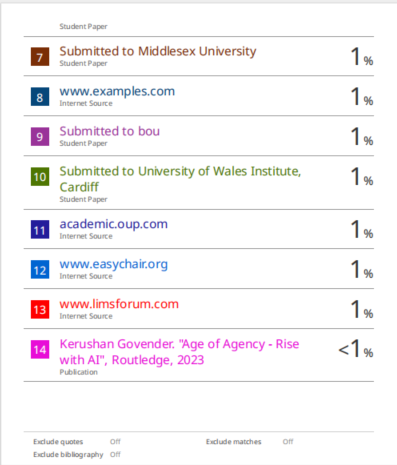 Student Paper
7 Submitted to Middlesex University 1%
Student Paper
8 www.examples.com 1%
Internet Source
9 Submitted to bou 1%
Student Paper
10 Submitted to University of Wales Institute, 1%
Cardiff
Student Paper
11 academic.oup.com 1%
Internet Source
12 www.easychair.org 1%
Internet Source
13 www.limsforum.com 1%
Internet Source
14 Kerushan Govender. "Age of Agency - Rise <1%
with AI", Routledge, 2023
Publication
Exclude quotes Off Exclude matches Off
Exclude bibliography Off